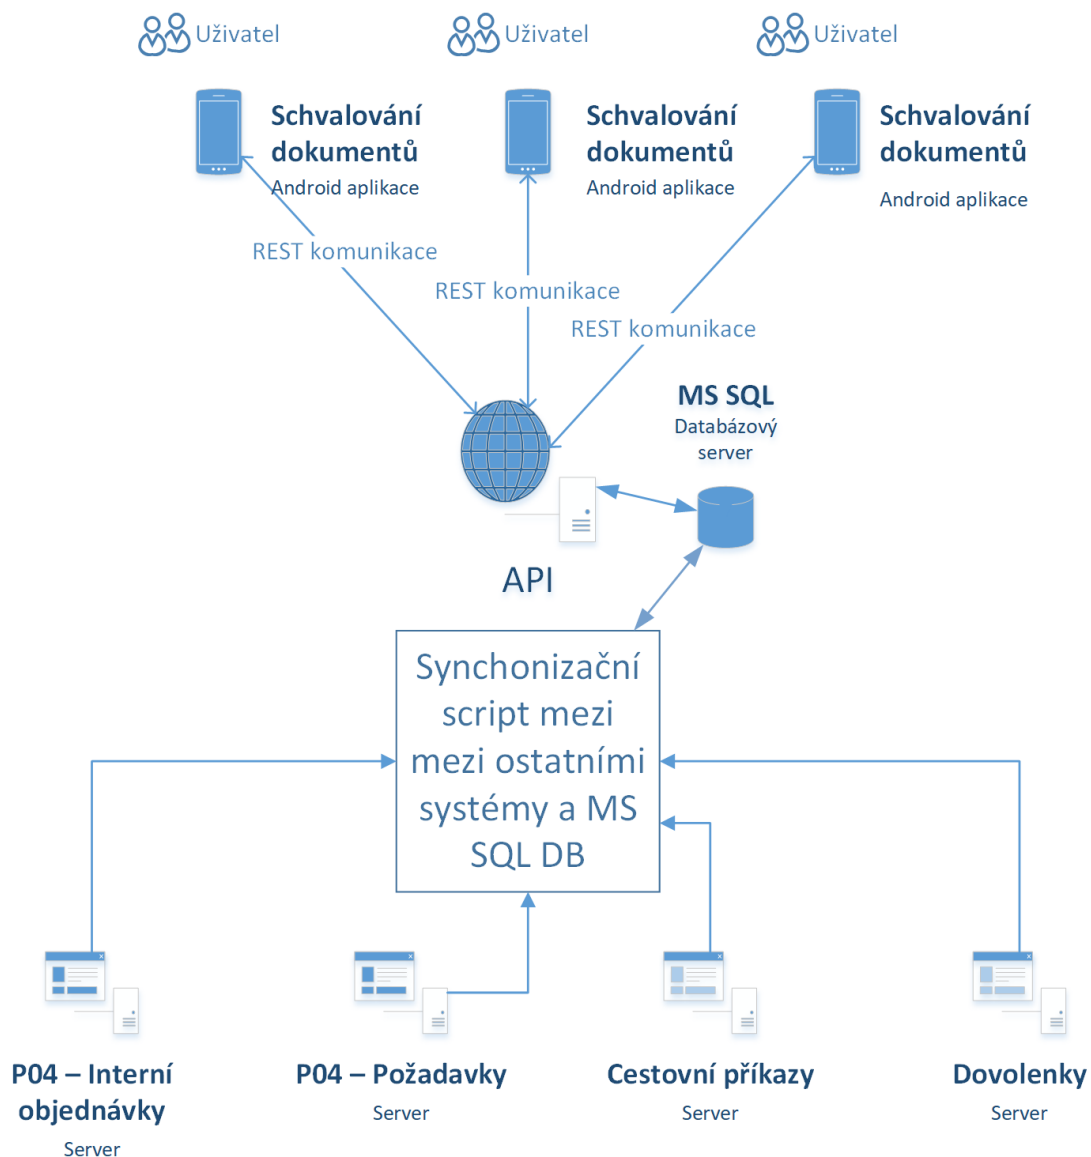 Uživatel
Uživatel
Uživatel
Schvalování
dokumentů
Android aplikace
Schvalování
dokumentů
Android aplikace
Schvalování
dokumentů
Android aplikace
REST komunikace
REST komunikace
REST komunikace
MS SQL
Databázový
server
API
Synchonizační
script mezi
mezi ostatními
systémy a MS
SQL DB
P04 – Interní
objednávky
Server
P04 – Požadavky
Server
Cestovní příkazy
Server
Dovolenky
Server